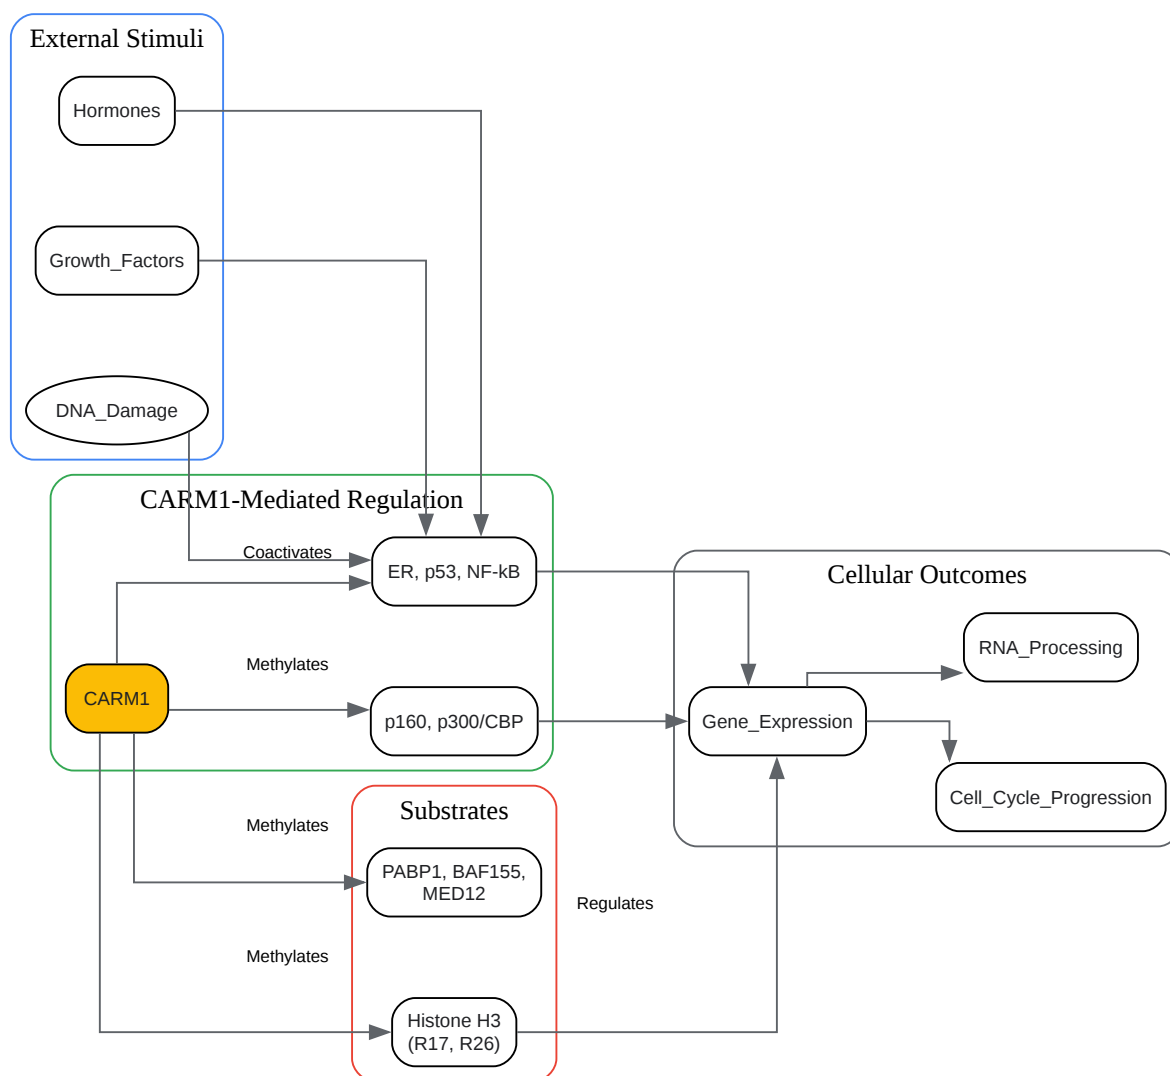 External Stimuli
Hormones
Growth_Factors
DNA_Damage
CARM1-Mediated Regulation
Coactivates
ER, p53, NF-kB
Methylates
CARM1
p160, p300/CBP
Cellular Outcomes
RNA_Processing
Gene_Expression
Cell_Cycle_Progression
Substrates
Methylates
PABP1, BAF155,
MED12
Regulates
Methylates
Histone H3
(R17, R26)